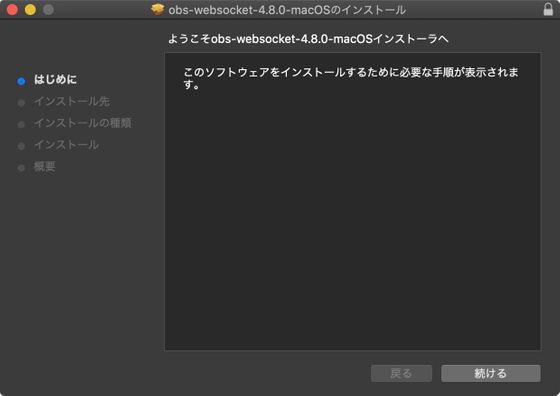 obs-websocket-4.8.0-macOSのインストール
ようこそobs-websocket-4.8.0-macOSインストーラへ
はじめに
インストール先
インストールの種類
インストール
概要
このソフトウェアをインストールするために必要な手順が表示されま
す。
戻る
続ける